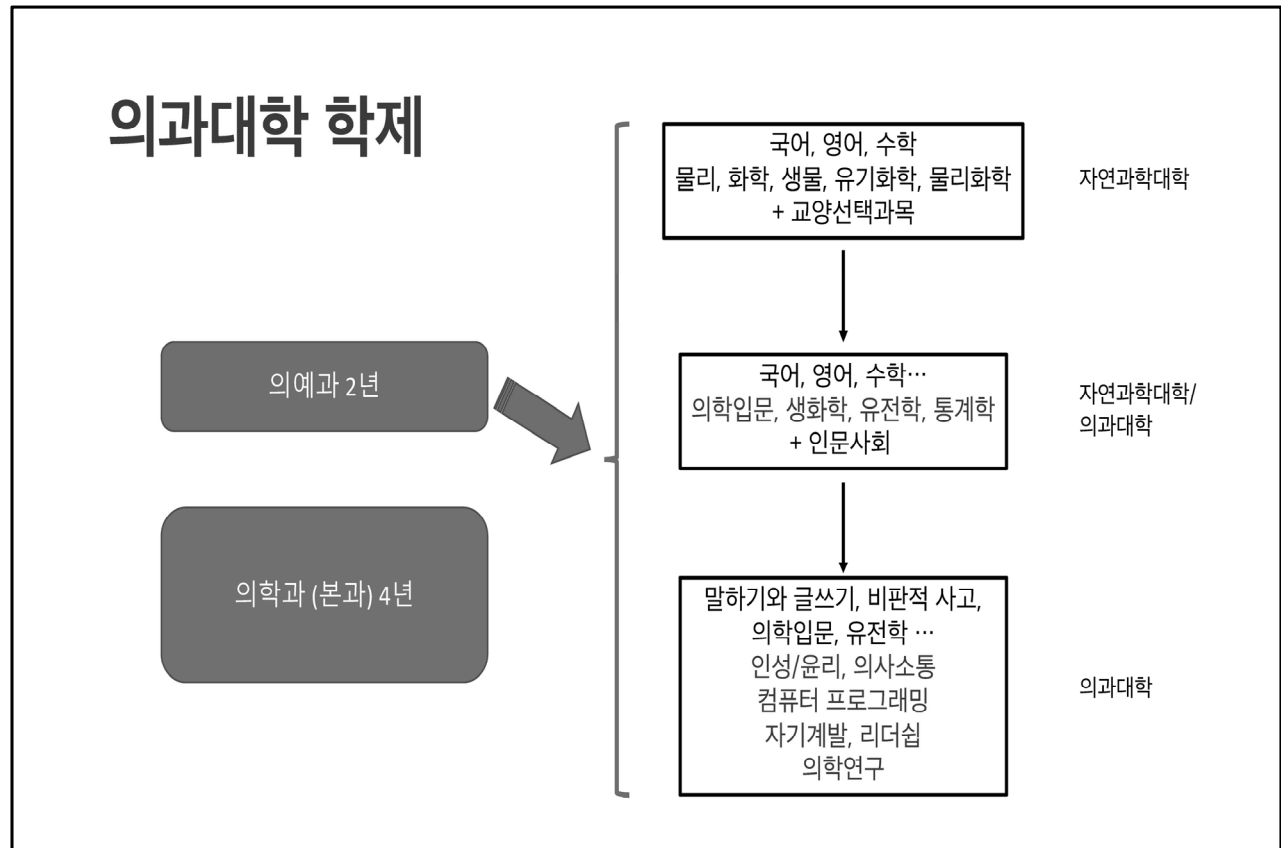 의과대학 학제
의예과 2년
의학과 (본과) 4년
국어, 영어, 수학
물리, 화학, 생물, 유기화학, 물리화학
+ 교양선택과목
자연과학대학
국어, 영어, 수학…
의학입문, 생화학, 유전학, 통계학
+ 인문사회
자연과학대학/
의과대학
말하기와 글쓰기, 비판적 사고,
의학입문, 유전학 …
인성/윤리, 의사소통
컴퓨터 프로그래밍
자기계발, 리더쉽
의학연구
의과대학